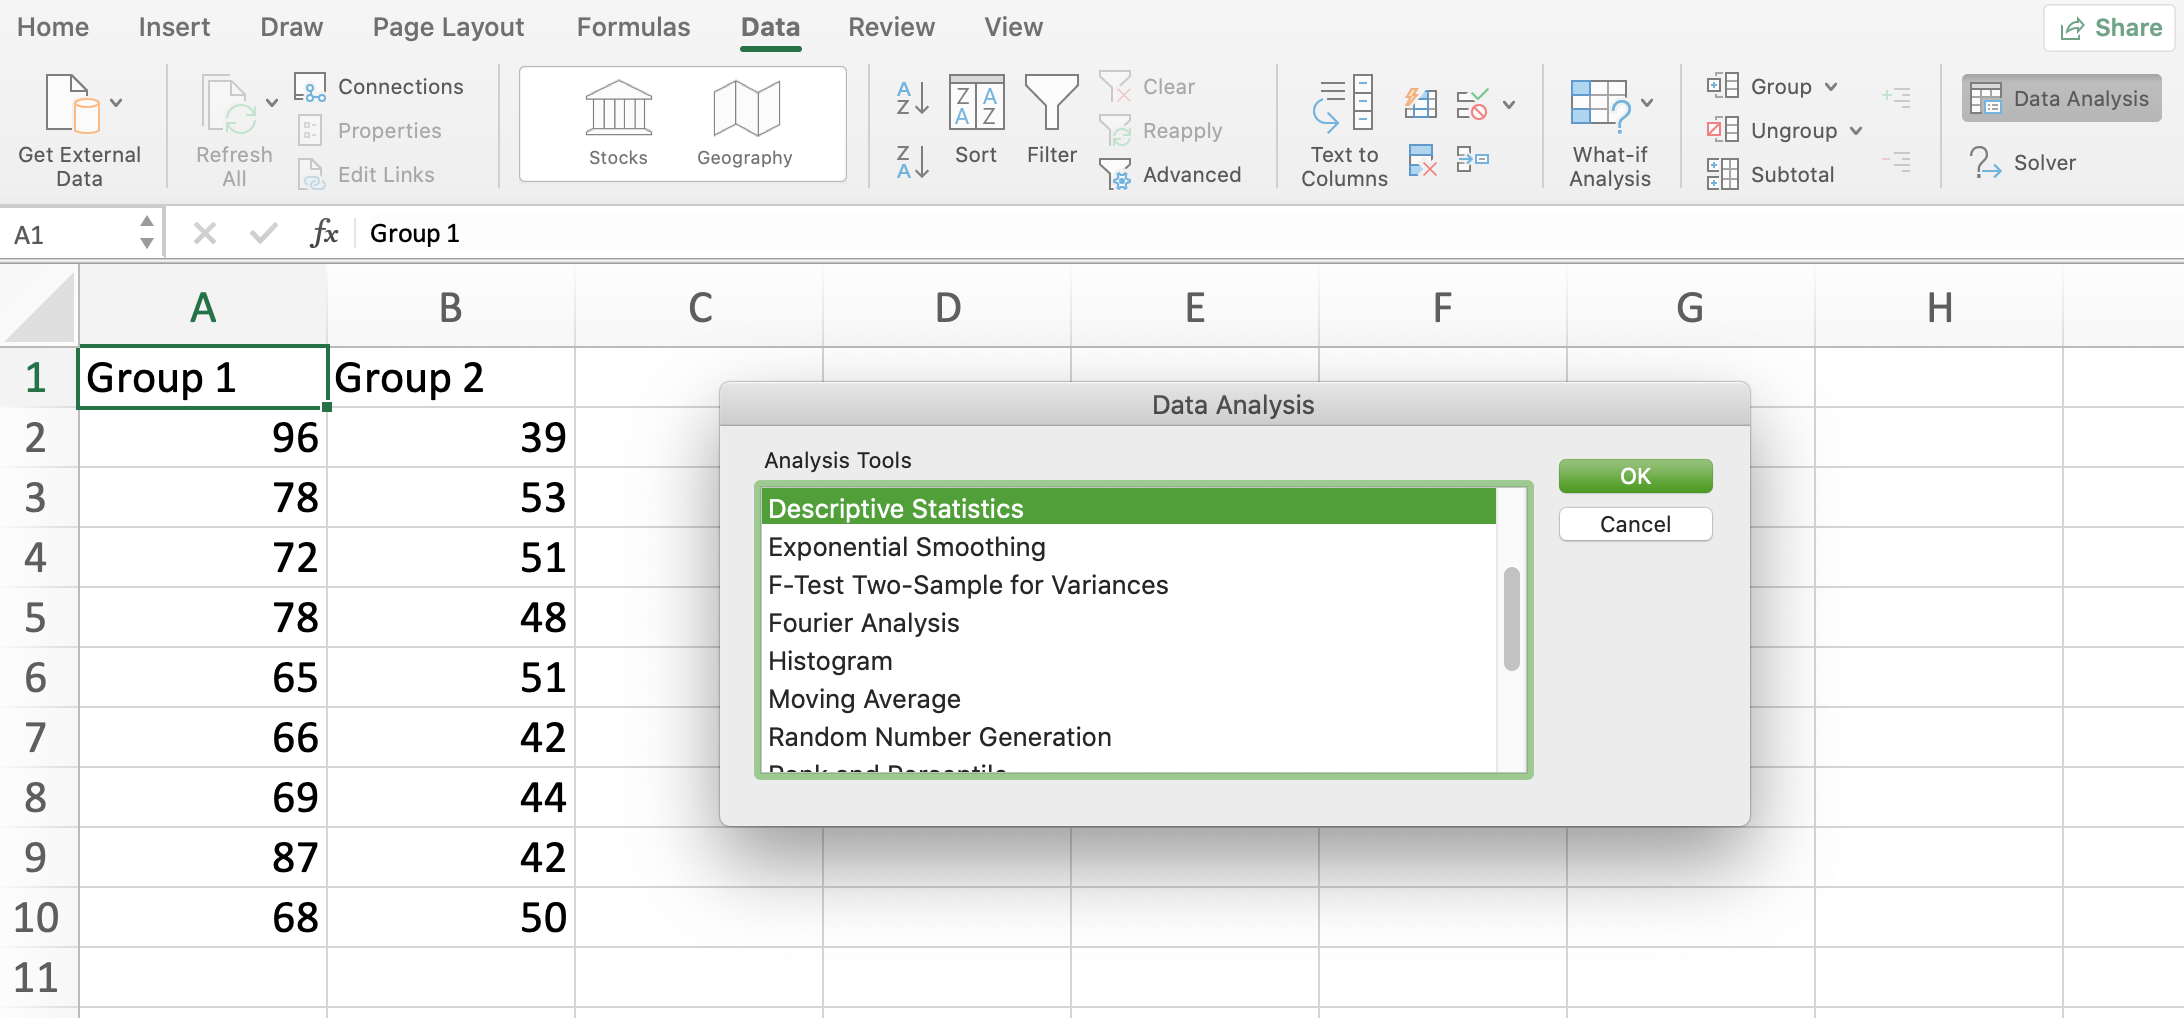 Home Insert Draw Page Layout Formulas Data Review View Share
Get External Data
Refresh All
Connections
Properties
Edit Links
Stocks
Geography
A
Z
Z
A
Z A
A Z
Sort
Filter
Clear
Reapply
Advanced
Text to Columns
What-if Analysis
Group
Ungroup
Subtotal
Data Analysis
Solver
A1 fx Group 1
A B C D E F G H
1 Group 1 Group 2
2 96 39
3 78 53
4 72 51
5 78 48
6 65 51
7 66 42
8 69 44
9 87 42
10 68 50
11
Data Analysis
Analysis Tools
Descriptive Statistics
Exponential Smoothing
F-Test Two-Sample for Variances
Fourier Analysis
Histogram
Moving Average
Random Number Generation
Rank and Percentile
OK
Cancel